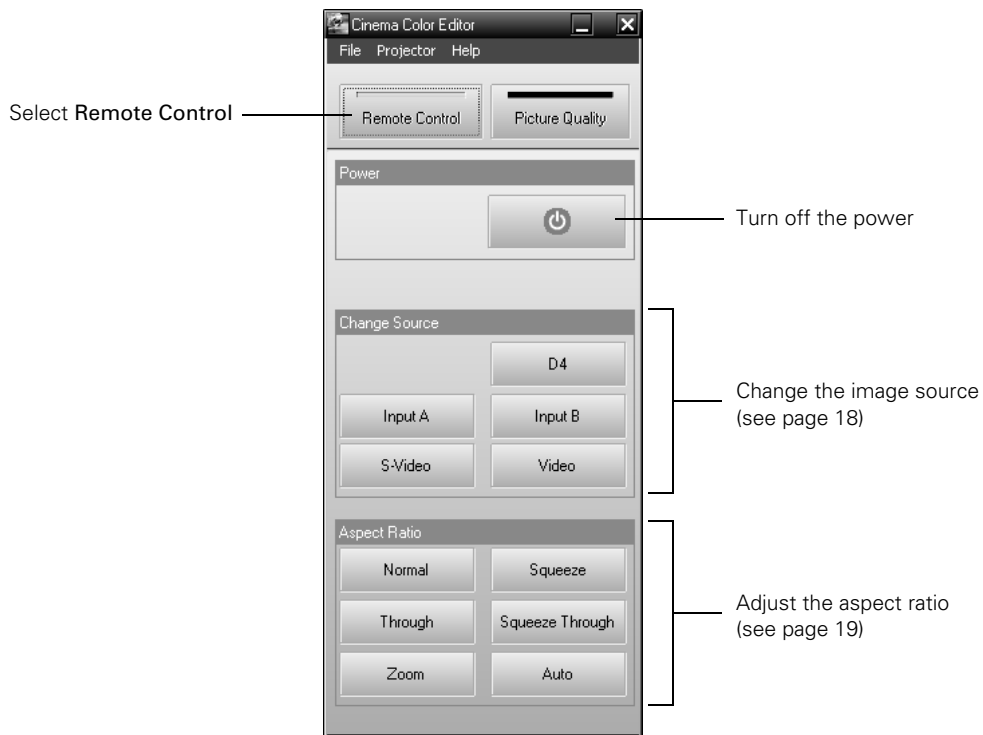 Cinema Color Editor
File Projector Help
Select Remote Control
Remote Control
Picture Quality
Power
Turn off the power
Change Source
D4
Input A
Input B
S-Video
Video
Change the image source
(see page 18)
Aspect Ratio
Normal
Squeeze
Through
Squeeze Through
Zoom
Auto
Adjust the aspect ratio
(see page 19)